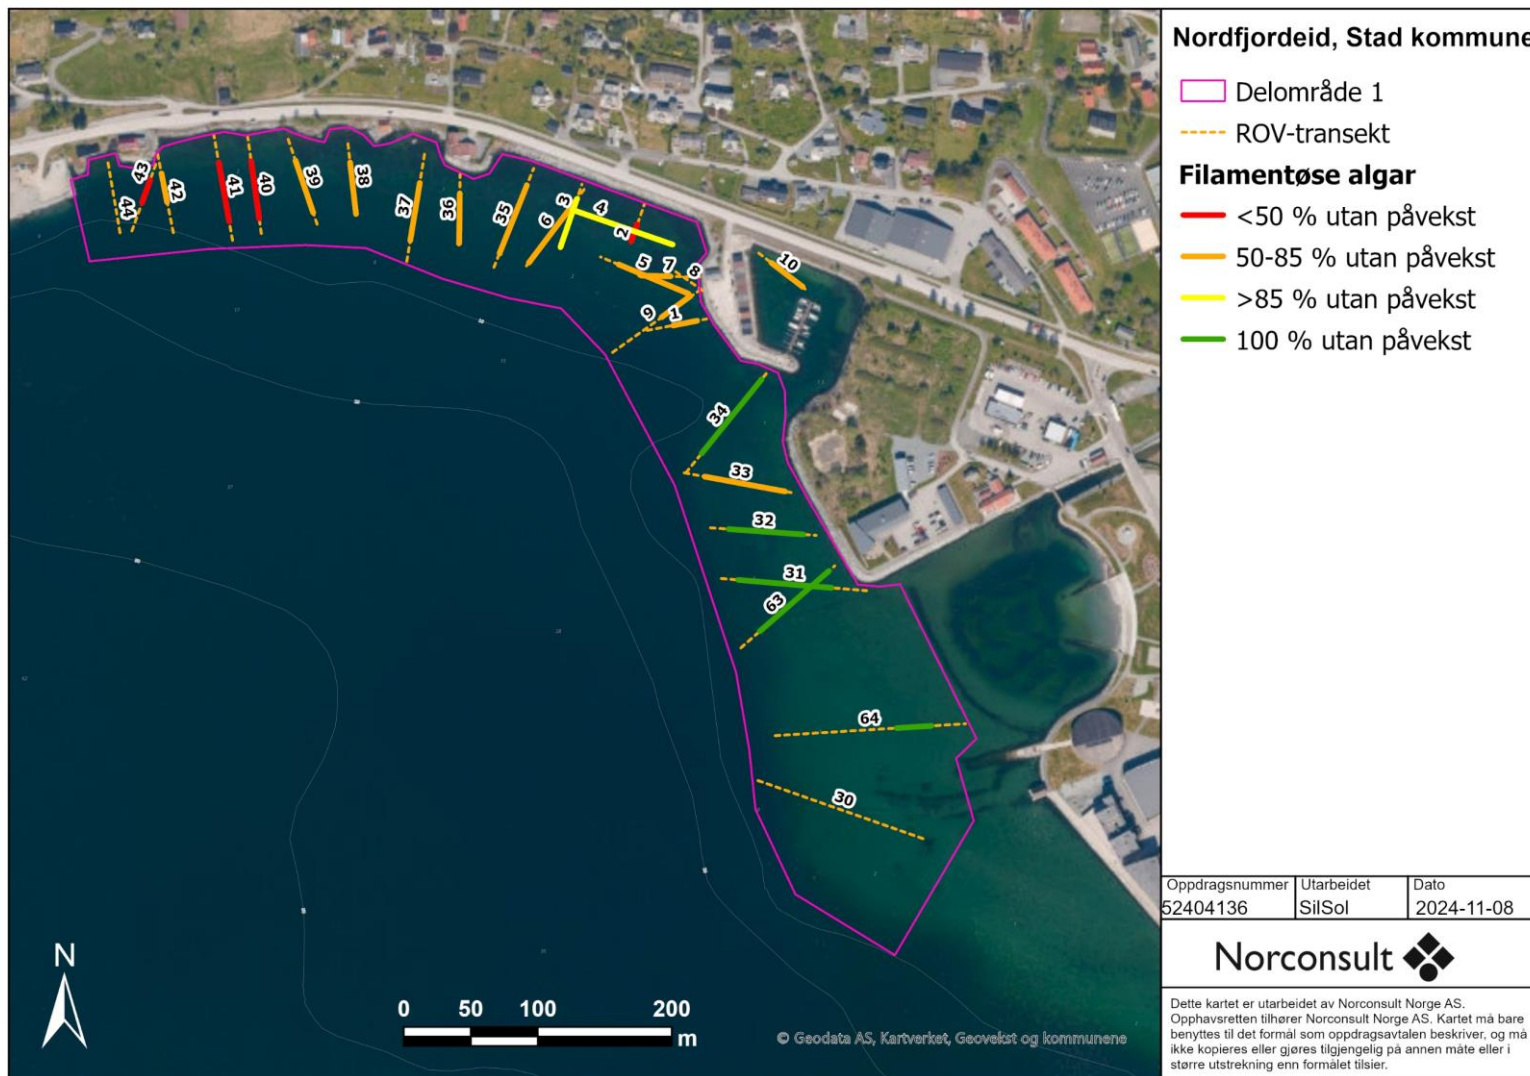 Nordfjordeid, Stad kommune
Delområde 1
ROV-transekt
Filamentøse algar
<50 % utan påvekst
50-85 % utan påvekst
>85 % utan påvekst
100 % utan påvekst
44
43
42
41
40
39
38
37
36
35
6
3
4
2
5
7
8
9
1
10
34
33
32
31
63
64
30
N
0 50 100 200
m
© Geodata AS, Kartverket, Geovekst og kommunene
Oppdragsnummer Utarbeidet Dato
52404136 SilSol 2024-11-08
Norconsult
Dette kartet er utarbeidet av Norconsult Norge AS.
Opphavsretten tilhører Norconsult Norge AS. Kartet må bare
benyttes til det formål som oppdragsavtalen beskriver, og må
ikke kopieres eller gjøres tilgjengelig på annen måte eller i
større utstrekning enn formålet tilsier.